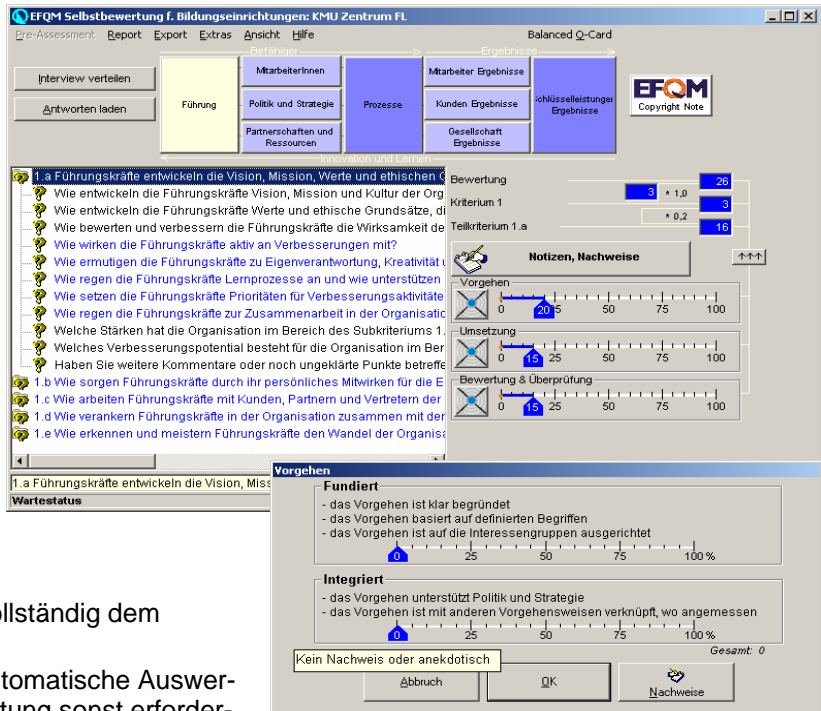 EFQM Selbstbewertung f. Bildungseinrichtungen: KMU Zentrum FL
Pre-Assessment Report Export Extras Ansicht Hilfe Balanced Q-Card
Befähiger Ergebnisse
Interview verteilen
Antworten laden
Führung
MitarbeiterInnen
Politik und Strategie
Partnerschaften und
Ressourcen
Prozesse
Mitarbeiter Ergebnisse
Kunden Ergebnisse
Gesellschaft
Ergebnisse
Ergebnisse
EFQM
Copyright Note
Innovation und Lernen
1.a Führungskräfte entwickeln die Vision, Mission, Werte und ethischen
Wie entwickeln die Führungskräfte Vision, Mission und Kultur der Org
Wie entwickeln die Führungskräfte Werte und ethische Grundsätze, di
Wie bewerten und verbessern die Führungskräfte die Wirksamkeit de
Wie wirken die Führungskräfte aktiv an Verbesserungen mit?
Wie ermutigen die Führungskräfte zu Eigenverantwortung, Kreativität
Wie regen die Führungskräfte Lernprozesse an und wie unterstützen
Wie setzen die Führungskräfte Prioritäten für Verbesserungsaktivitäte
Wie regen die Führungskräfte zur Zusammenarbeit in der Organisatio
Welche Stärken hat die Organisation im Bereich des Subkriteriums 1.
Welches Verbesserungspotential besteht für die Organisation im Ber
Haben Sie weitere Kommentare oder noch ungeklärte Punkte betreffe
1.b Wie sorgen Führungskräfte durch ihr persönliches Mitwirken für die E
1.c Wie arbeiten Führungskräfte mit Kunden, Partnern und Vertretern der
1.d Wie verankern Führungskräfte in der Organisation zusammen mit der
1.e Wie erkennen und meistern Führungskräfte den Wandel der Organisa
1.a Führungskräfte entwickeln die Vision, Miss
Wartestatus
Bewertung 26
3 * 1,0
Kriterium 1 3
* 0,2
Teilkriterium 1.a 16
Notizen, Nachweise
Vorgehen
0 20 5 50 75 100
Umsetzung
0 15 25 50 75 100
Bewertung & Überprüfung
0 15 25 50 75 100
Vorgehen
Fundiert
- das Vorgehen ist klar begründet
- das Vorgehen basiert auf definierten Begriffen
- das Vorgehen ist auf die Interessengruppen ausgerichtet
0 25 50 75 100 %
Integriert
- das Vorgehen unterstützt Politik und Strategie
- das Vorgehen ist mit anderen Vorgehensweisen verknüpft, wo angemessen
0 25 50 75 100 %
Gesamt: 0
Kein Nachweis oder anekdotisch
Abbruch OK Nachweise
ollständig dem
tomatische Auswer-
tung sonst erforder-